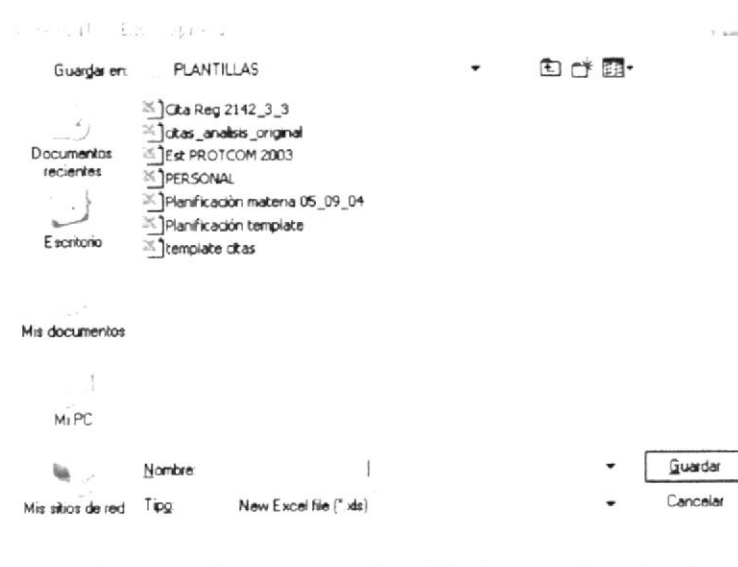 Guardar en: PLANTILLAS
Cita Reg 2142_3_3
citas_analisis_original
Est PROTCOM 2003
PERSONAL
Planificación materia 05_09_04
Planificación template
template citas
Documentos
recientes
Escritorio
Mis documentos
Mi PC
Mis sitios de red
Nombre:
Guardar
Tipo: New Excel file (*.xls)
Cancelar